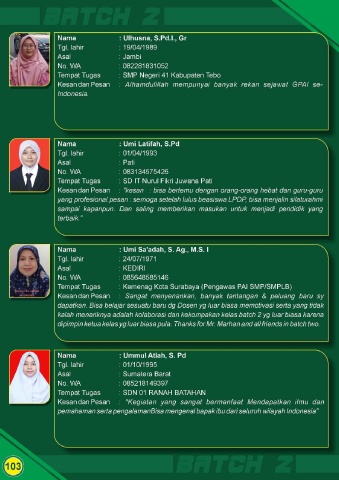 BATCH 2
Nama : Ulhusna, S.Pd.I., Gr
Tgl. lahir : 19/04/1989
Asal : Jambi
No. WA : 082281831052
Tempat Tugas : SMP Negeri 41 Kabupaten Tebo
Kesan dan Pesan : Alhamdulillah mempunyai banyak rekan sejawat GPAI se-
Indonesia
Nama : Umi Latifah, S.Pd
Tgl. lahir : 01/04/1993
Asal : Pati
No. WA : 083134575426
Tempat Tugas : SD IT Nurul Fikri Juwana Pati
Kesan dan Pesan : "kesan : bisa bertemu dengan orang-orang hebat dan guru-guru
yang profesional pesan : semoga setelah lulus beasiswa LPDP, bisa menjalin silaturahmi
sampai kapanpun. Dan saling memberikan masukan untuk menjadi pendidik yang
terbaik."
Nama : Umi Sa'adah, S. Ag., M.S. I
Tgl. lahir : 24/07/1971
Asal : KEDIRI
No. WA : 085648585146
Tempat Tugas : Kemenag Kota Surabaya (Pengawas PAI SMP/SMPLB)
Kesan dan Pesan : Sangat menyenankan, banyak tantangan & peluang baru sy
dapatkan. Bisa belajar sesuatu baru dg Dosen yg luar biasa memotivasi serta yang tidak
kalah menariknya adalah kolaborasi dan kekompakan kelas batch 2 yg luar biasa karena
dipimpin ketua kelas yg luar biasa pula. Thanks for Mr. Marhan and all friends in batch two.
Nama : Ummul Atiah, S. Pd
Tgl. lahir : 01/10/1995
Asal : Sumatera Barat
No. WA : 085218149397
Tempat Tugas : SDN 01 RANAH BATAHAN
Kesan dan Pesan : "Kegiatan yang sangat bermanfaat Mendapatkan ilmu dan
pemahaman serta pengalamanBisa mengenal bapak ibu dari seluruh wilayah Indonesia"
103
BATCH 2